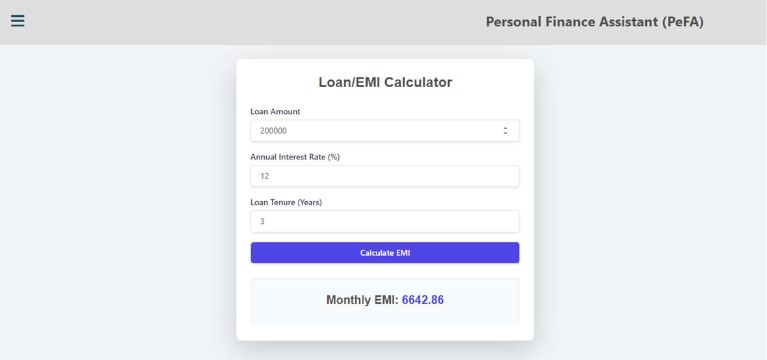 Personal Finance Assistant (PeFA)
Loan/EMI Calculator
Loan Amount
200000
Annual Interest Rate (%)
12
Loan Tenure (Years)
3
Calculate EMI
Monthly EMI: 6642.86